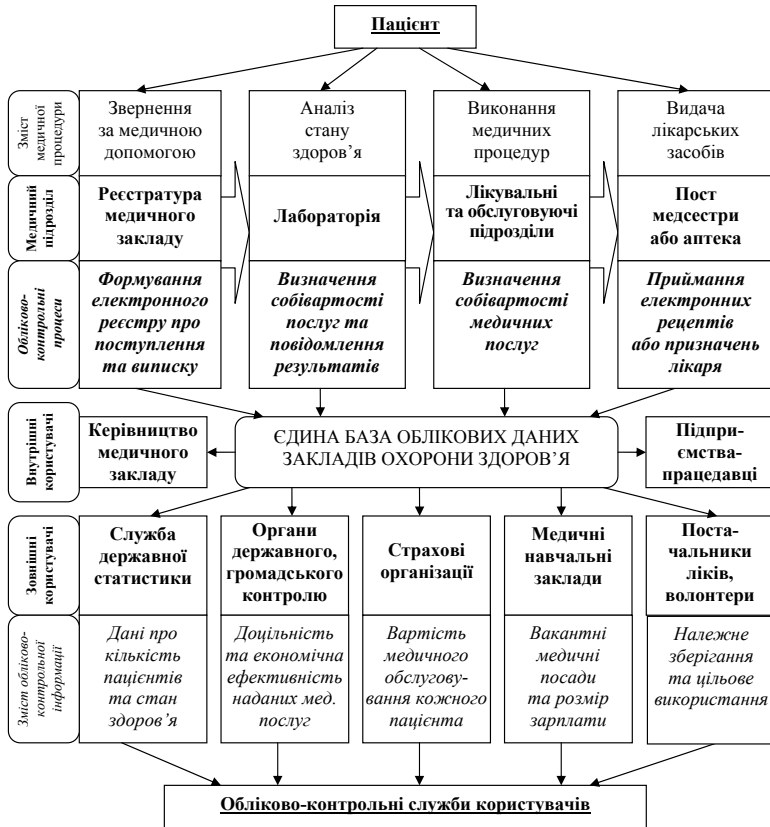 Пацієнт
Зміст
медичної
процедури
Звернення
за медичною
допомогою
Аналіз
стану
здоров’я
Виконання
медичних
процедур
Видача
лікарських
засобів
Медичний
підрозділ
Реєстратура
медичного
закладу
Лабораторія
Лікувальні
та обслуговуючі
підрозділи
Пост
медсестри
або аптека
Обліково-
контрольні
процеси
Формування
електронного
реєстру про
поступлення
та виписку
Визначення
собівартості
послуг та
повідомлення
результатів
Визначення
собівартості
медичних
послуг
Приймання
електронних
рецептів
або призначень
лікаря
Внутрішні
користувачі
Керівництво
медичного
закладу
ЄДИНА БАЗА ОБЛІКОВИХ ДАНИХ
ЗАКЛАДІВ ОХОРОНИ ЗДОРОВ’Я
Підпри-
ємства-
працедавці
Зовнішні
користувачі
Служба
державної
статистики
Органи
державного,
громадського
контролю
Страхові
організації
Медичні
навчальні
заклади
Поста-
чальники
ліків,
волонтери
Зміст обліково-
контрольної
інформації
Дані про
кількість
пацієнтів
та стан
здоров’я
Доцільність
та економічна
ефективність
наданих мед.
послуг
Вартість
медичного
обслугову-
вання кожного
пацієнта
Вакантні
медичні
посади
та розмір
зарплати
Належне
зберігання
та цільове
використання
Обліково-контрольні служби користувачів